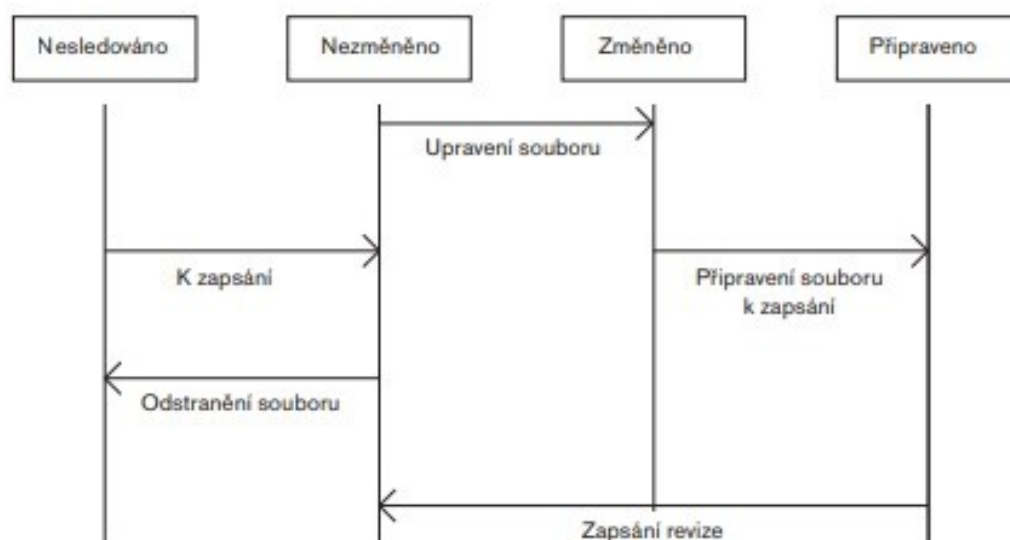 Nesledováno
Nezměněno
Změněno
Připraveno
Upravení souboru
K zapsání
Připravení souboru
k zapsání
Odstranění souboru
Zapsání revize